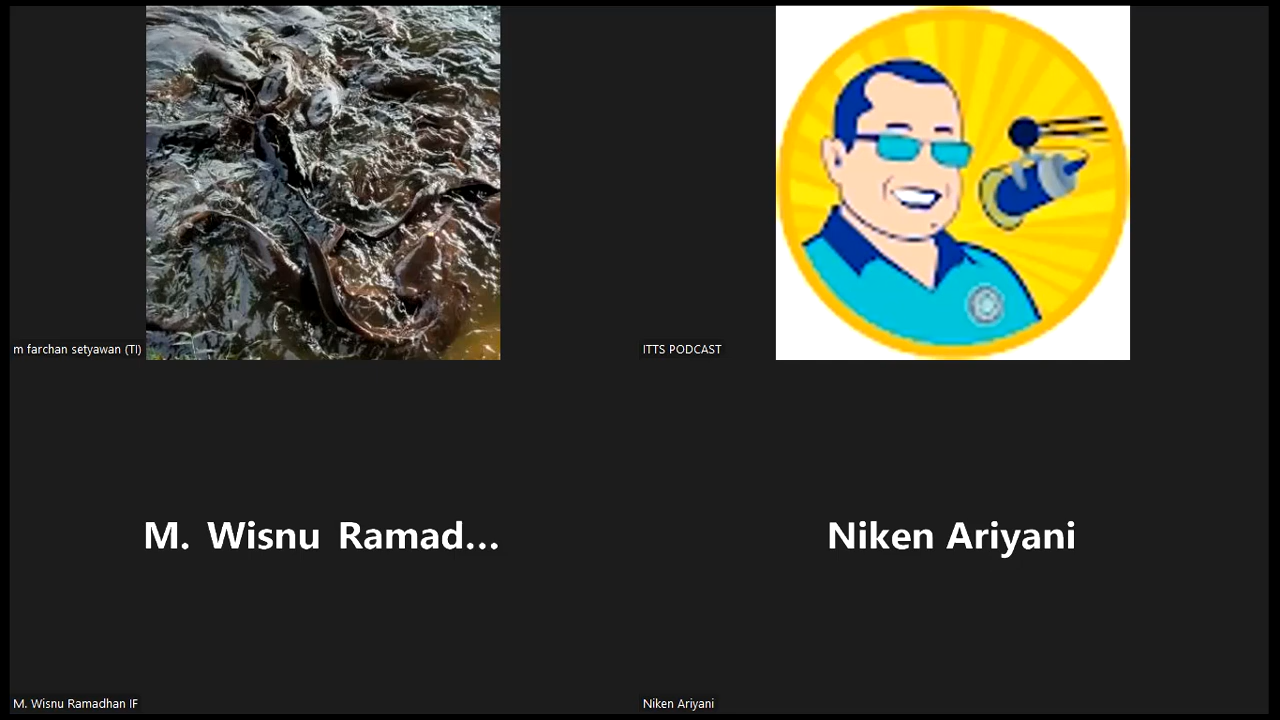 m farchan setyawan (TI)
ITTS PODCAST
M. Wisnu Ramad...
Niken Ariyani
M. Wisnu Ramadhan IF
Niken Ariyani